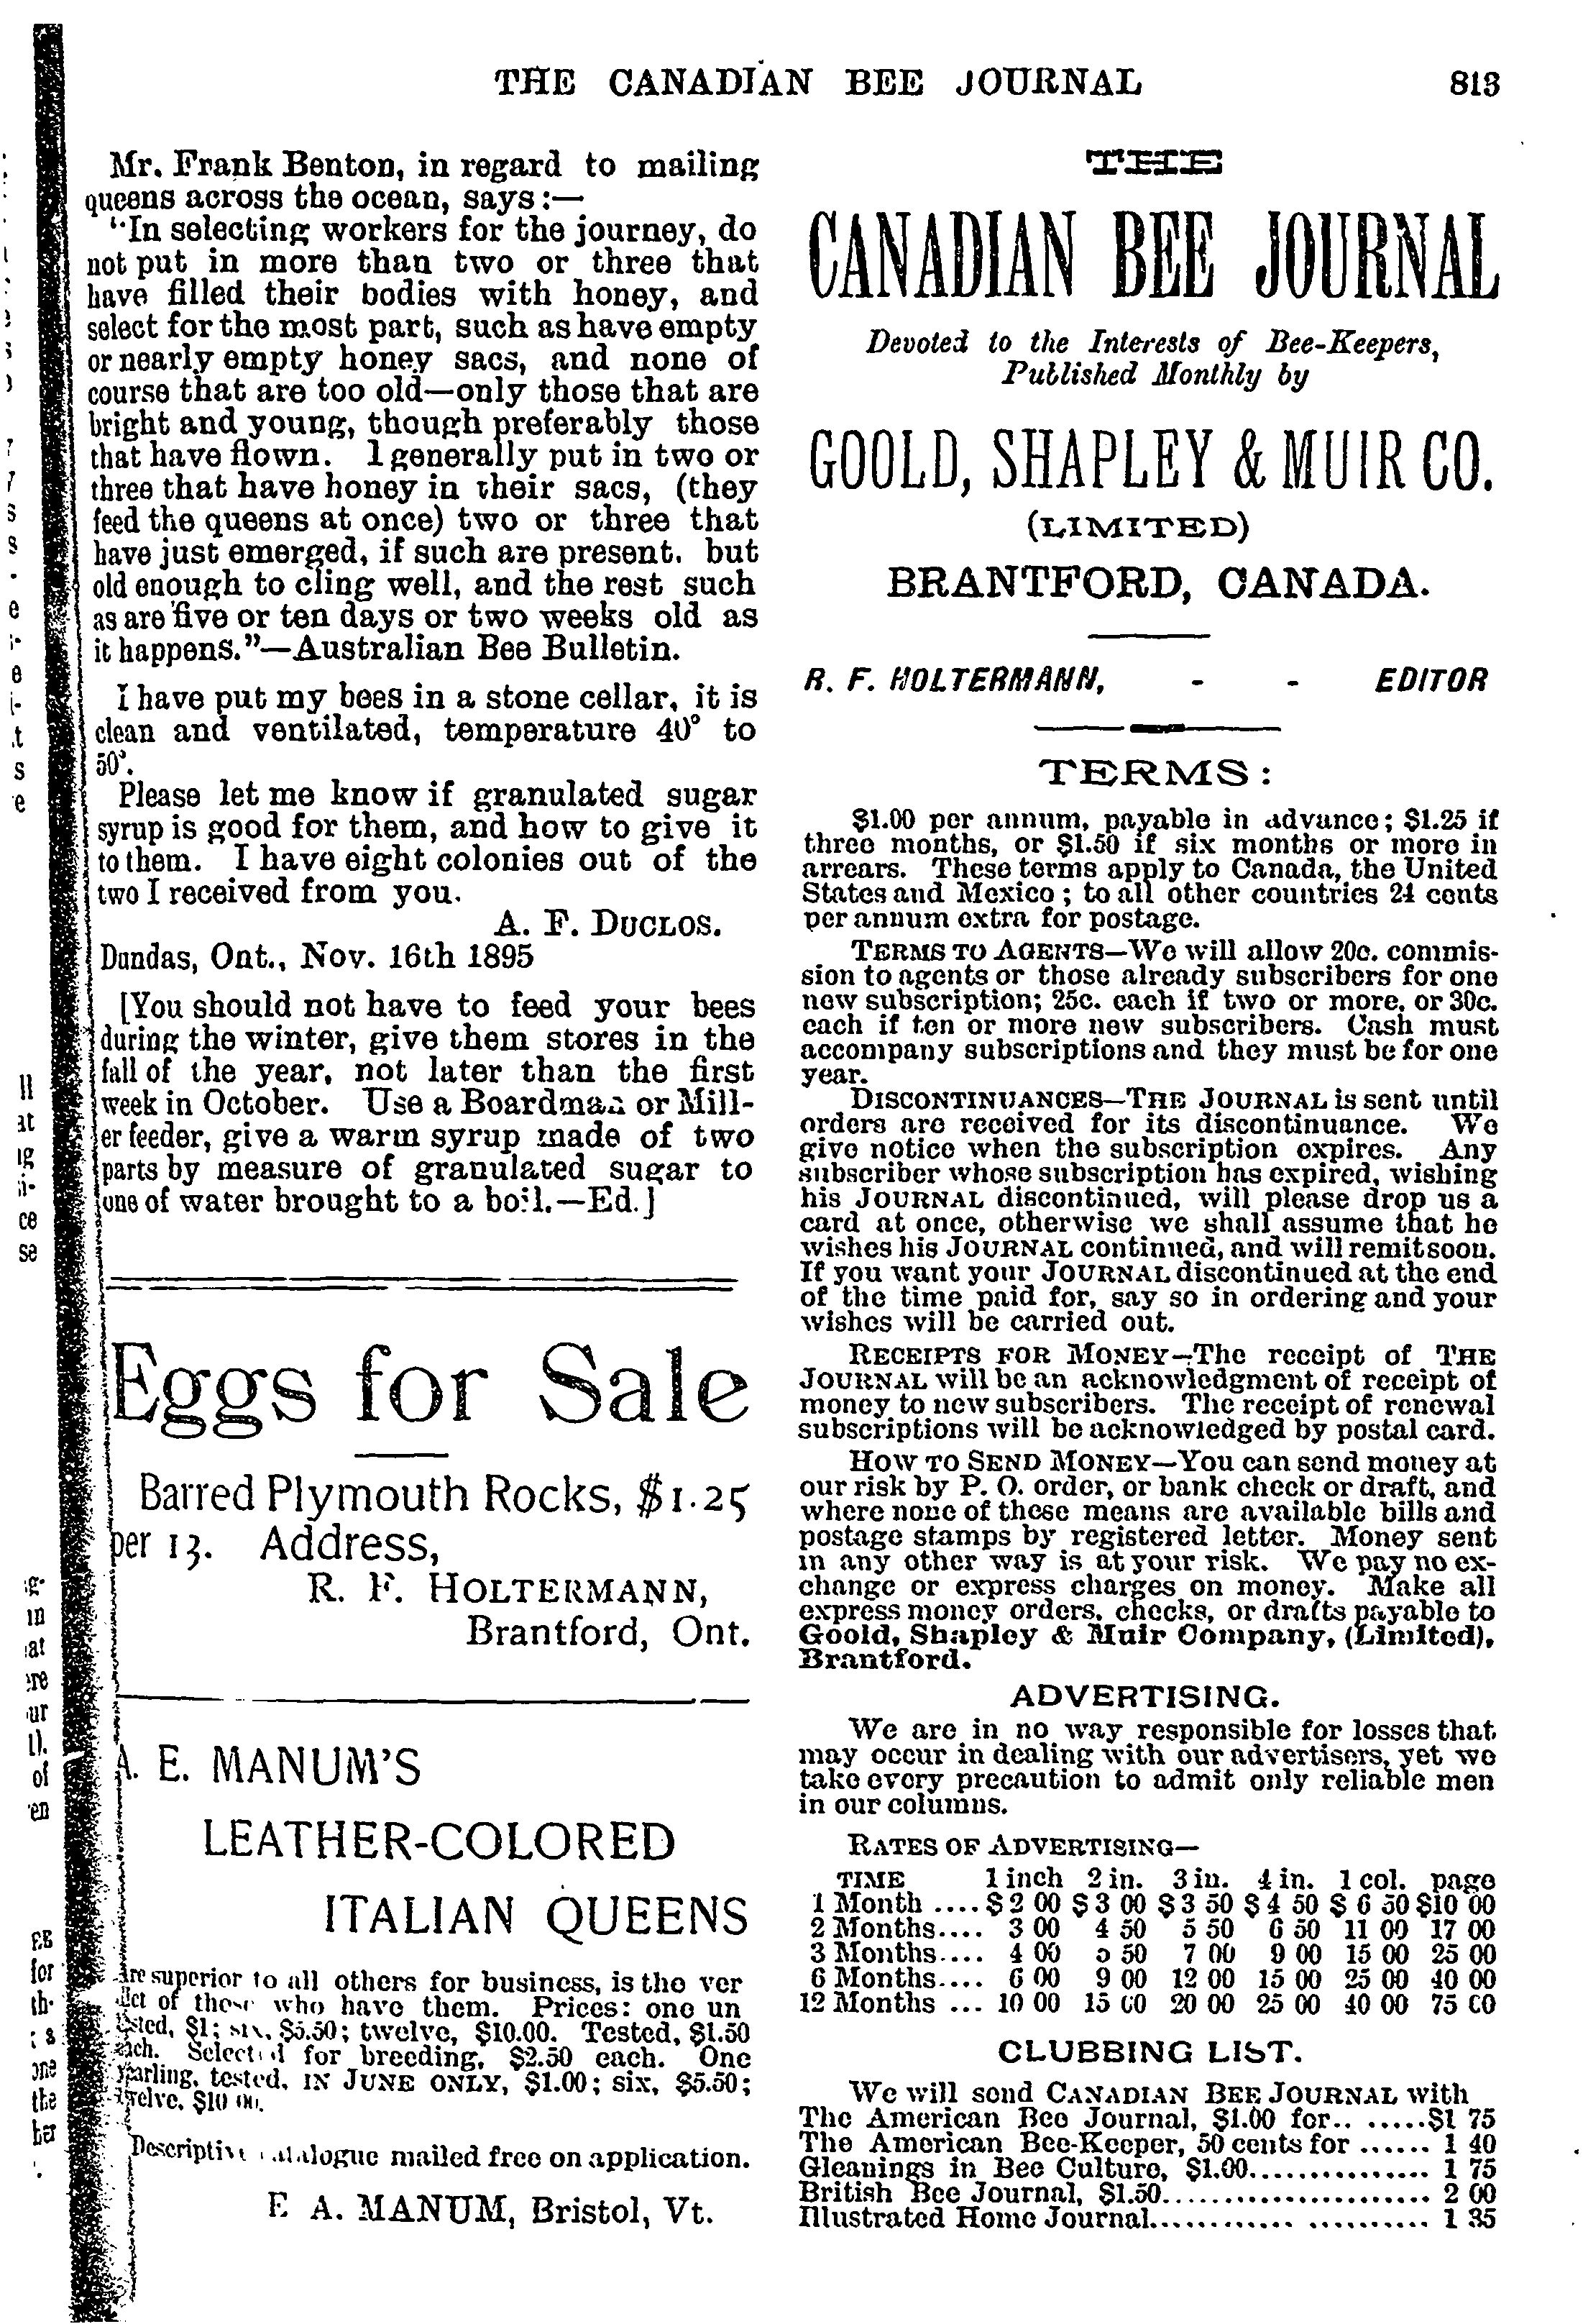 THE CANADIAN BEE JOURNAL 813
Mr. Frank Benton, in regard to mailing
queens across the ocean, says:—
"In selecting workers for the journey, do
not put in more than two or three that
have filled their bodies with honey, and
select for the most part, such as have empty
or nearly empty honey sacs, and none of
course that are too old—only those that are
bright and young, though preferably those
that have flown. I generally put in two or
three that have honey in their sacs, (they
feed the queens at once) two or three that
have just emerged, if such are present, but
old enough to cling well, and the rest such
as are five or ten days or two weeks old as
it happens."—Australian Bee Bulletin.
I have put my bees in a stone cellar, it is
clean and ventilated, temperature 40° to
50°.
Please let me know if granulated sugar
syrup is good for them, and how to give it
to them. I have eight colonies out of the
two I received from you.
A. F. DUCLOS.
Dundas, Ont., Nov. 16th 1895
[You should not have to feed your bees
during the winter, give them stores in the
fall of the year, not later than the first
week in October. Use a Boardman or Mill-
er feeder, give a warm syrup made of two
parts by measure of granulated sugar to
one of water brought to a boil.—Ed.]
Eggs for Sale
Barred Plymouth Rocks, $1.25
per 13. Address,
R. F. HOLTERMANN,
Brantford, Ont.
A. E. MANUM'S
LEATHER-COLORED
ITALIAN QUEENS
Are superior to all others for business, is the ver
dict of those who have them. Prices: one un
tested, $1; six, $5.50; twelve, $10.00. Tested, $1.50
each. Selected for breeding, $2.50 each. One
yearling, tested, IN JUNE ONLY, $1.00; six, $5.50;
twelve, $10 00.
Descriptive catalogue mailed free on application.
E A. MANUM, Bristol, Vt.
THE
CANADIAN BEE JOURNAL
Devoted to the Interests of Bee-Keepers,
Published Monthly by
GOOLD, SHAPLEY & MUIR CO.
(LIMITED)
BRANTFORD, CANADA.
R. F. HOLTERMANN, - - EDITOR
TERMS:
$1.00 per annum, payable in advance; $1.25 if
three months, or $1.50 if six months or more in
arrears. These terms apply to Canada, the United
States and Mexico; to all other countries 24 cents
per annum extra for postage.
TERMS TO AGENTS—We will allow 20c. commis-
sion to agents or those already subscribers for one
new subscription; 25c. each if two or more, or 30c.
each if ten or more new subscribers. Cash must
accompany subscriptions and they must be for one
year.
DISCONTINUANCES—THE JOURNAL is sent until
orders are received for its discontinuance. We
give notice when the subscription expires. Any
subscriber whose subscription has expired, wishing
his JOURNAL discontinued, will please drop us a
card at once, otherwise we shall assume that he
wishes his JOURNAL continued, and will remit soon.
If you want your JOURNAL discontinued at the end
of the time paid for, say so in ordering and your
wishes will be carried out.
RECEIPTS FOR MONEY—The receipt of THE
JOURNAL will be an acknowledgment of receipt of
money to new subscribers. The receipt of renewal
subscriptions will be acknowledged by postal card.
HOW TO SEND MONEY—You can send money at
our risk by P. O. order, or bank check or draft, and
where none of these means are available bills and
postage stamps by registered letter. Money sent
in any other way is at your risk. We pay no ex-
change or express charges on money. Make all
express money orders, checks, or drafts payable to
Goold, Shapley & Muir Company, (Limited),
Brantford.
ADVERTISING.
We are in no way responsible for losses that
may occur in dealing with our advertisers, yet we
take every precaution to admit only reliable men
in our columns.
RATES OF ADVERTISING—
TIME 1 inch 2 in. 3 in. 4 in. 1 col. page
1 Month .... $2 00 $3 00 $3 50 $4 50 $6 50 $10 00
2 Months.... 3 00 4 50 5 50 6 50 11 00 17 00
3 Months.... 4 00 5 50 7 00 9 00 15 00 25 00
6 Months.... 6 00 9 00 12 00 15 00 25 00 40 00
12 Months ... 10 00 15 00 20 00 25 00 40 00 75 00
CLUBBING LIST.
We will send CANADIAN BEE JOURNAL with
The American Bee Journal, $1.00 for.. .....$1 75
The American Bee-Keeper, 50 cents for ...... 1 40
Gleanings in Bee Culture, $1.00............... 1 75
British Bee Journal, $1.50...................... 2 00
Illustrated Home Journal............ .......... 1 35